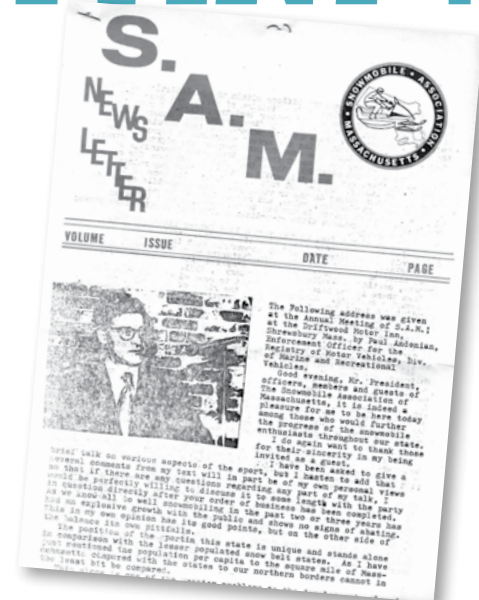 S.
A.
M.
NEWS
LETTER
SNOWMOBILE • ASSOCIATION
MASSACHUSETTS
VOLUME ISSUE DATE PAGE
The Following address was given
at the Annual Meeting of S.A.M.
at the Driftwood Motor Inn,
Shrewsbury Mass. by Paul Andonian,
Enforcement Officer for the
Registry of Motor Vehicles, Div.
of Marine and Recreational
Vehicles.
Good evening, Mr. President,
officers, members and guests of
The Snowmobile Association of
Massachusetts, it is indeed a
pleasure for me to be here today
among those who would further
the progress of the snowmobile
enthusiasts throughout our state.
I do again want to thank those
for their sincerity in my being
invited as a guest.
I have been asked to give a
brief talk on various aspects of the sport, but I hasten to add that
several comments from my text will in part be of my own personal views
so that if there are any questions regarding any part of my talk, I
would be perfectly willing to discuss it to some length with the party
in question directly after your order of business has been completed.
As we know all to well snowmobiling in the past two or three years has
had an explosive growth with the public and shows no signs of abating.
This in my own opinion has its good points, but on the other side of
the balance its own pitfalls.
The position of the sport in this state is unique and stands alone
in comparison with the lesser populated snow belt states. As I have
just mentioned the population per capita to the square mile of Mass-
achusetts compared with the states to our northern borders cannot in
the least bit be compared.